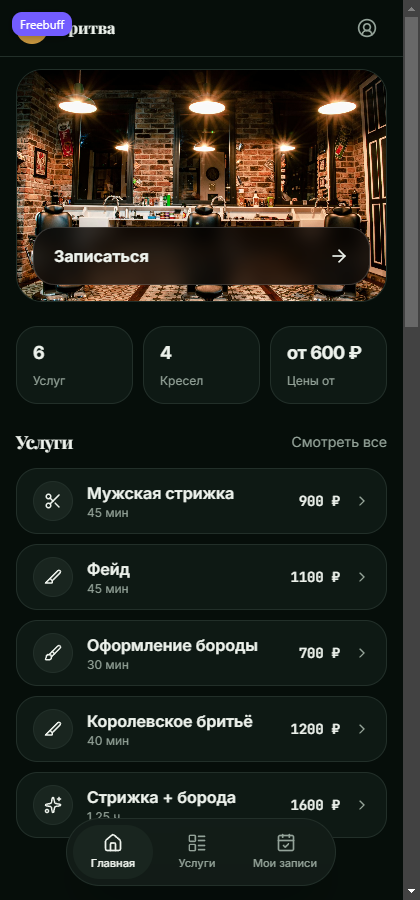 Freebuff
ритва
Записаться
6
4
от 600 ₽
Услуг
Кресел
Цены от
Услуги
Смотреть все
Мужская стрижка
900 ₽
45 мин
Фейд
1100 ₽
45 мин
Оформление бороды
700 ₽
30 мин
Королевское бритьё
1200 ₽
40 мин
Стрижка + борода
1600 ₽
1.25 ч
Главная
Услуги
Мои записи